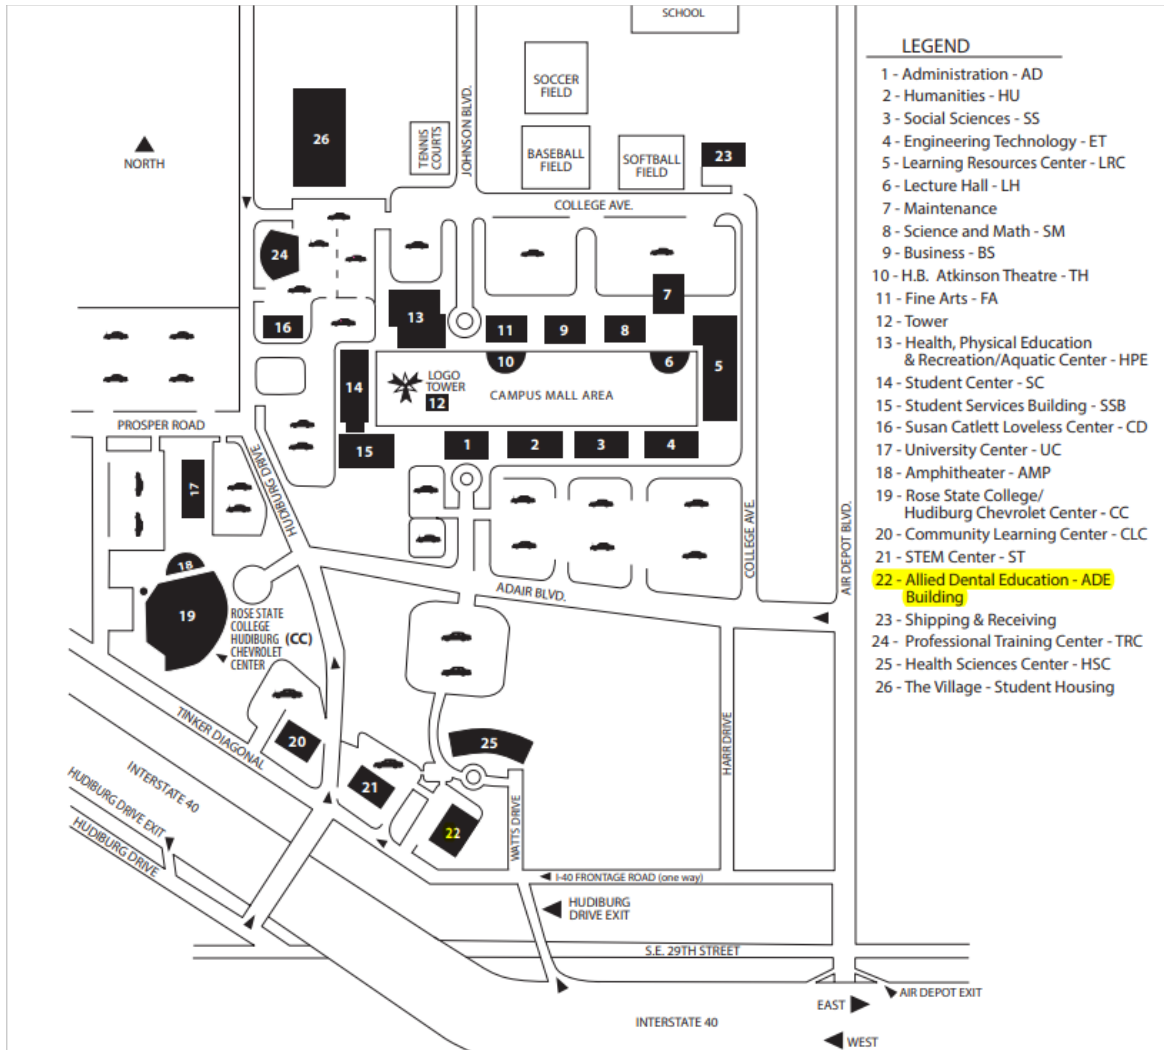 SCHOOL
SOCCER
FIELD
JOHNSON BLVD.
26
TENNIS
COURTS
BASEBALL
FIELD
SOFTBALL
FIELD
23
NORTH
COLLEGE AVE.
24
7
16
13
11
9
8
5
10
6
14
LOGO
TOWER
12
CAMPUS MALL AREA
PROSPER ROAD
15
1
2
3
4
HUDIBURG DRIVE
17
COLLEGE AVE.
AIR DEPOT BLVD.
18
ADAIR BLVD.
19
ROSE STATE
COLLEGE
HUDIBURG (CC)
CHEVROLET
CENTER
TINKER DIAGONAL
20
25
HARR DRIVE
INTERSTATE 40
HUDIBURG DRIVE EXIT
21
22
WATTS DRIVE
HUDIBURG DRIVE
I-40 FRONTAGE ROAD (one way)
HUDIBURG
DRIVE EXIT
S.E. 29TH STREET
AIR DEPOT EXIT
EAST
INTERSTATE 40
WEST
LEGEND
1 - Administration - AD
2 - Humanities - HU
3 - Social Sciences - SS
4 - Engineering Technology - ET
5 - Learning Resources Center - LRC
6 - Lecture Hall - LH
7 - Maintenance
8 - Science and Math - SM
9 - Business - BS
10 - H.B. Atkinson Theatre - TH
11 - Fine Arts - FA
12 - Tower
13 - Health, Physical Education
& Recreation/Aquatic Center - HPE
14 - Student Center - SC
15 - Student Services Building - SSB
16 - Susan Catlett Loveless Center - CD
17 - University Center - UC
18 - Amphitheater - AMP
19 - Rose State College/
Hudiburg Chevrolet Center - CC
20 - Community Learning Center - CLC
21 - STEM Center - ST
22 - Allied Dental Education - ADE
Building
23 - Shipping & Receiving
24 - Professional Training Center - TRC
25 - Health Sciences Center - HSC
26 - The Village - Student Housing